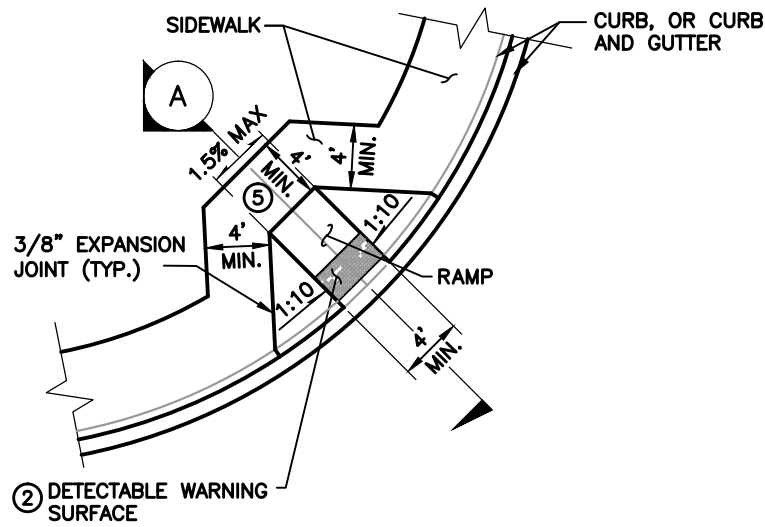 SIDEWALK
CURB, OR CURB
AND GUTTER
A
1.5% MAX
4'
MIN.
4'
MIN.
5
4'
MIN.
1:10
3/8" EXPANSION
JOINT (TYP.)
RAMP
1:10
4'
MIN.
2 DETECTABLE WARNING
SURFACE